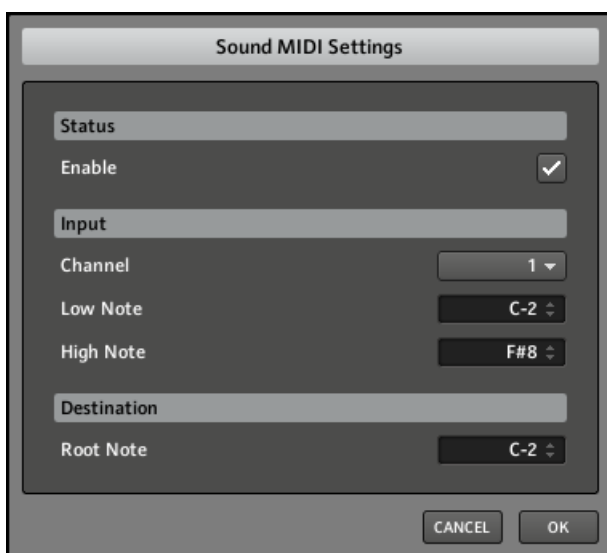 Sound MIDI Settings
Status
Enable
Input
Channel 1
Low Note C-2
High Note F#8
Destination
Root Note C-2
CANCEL OK